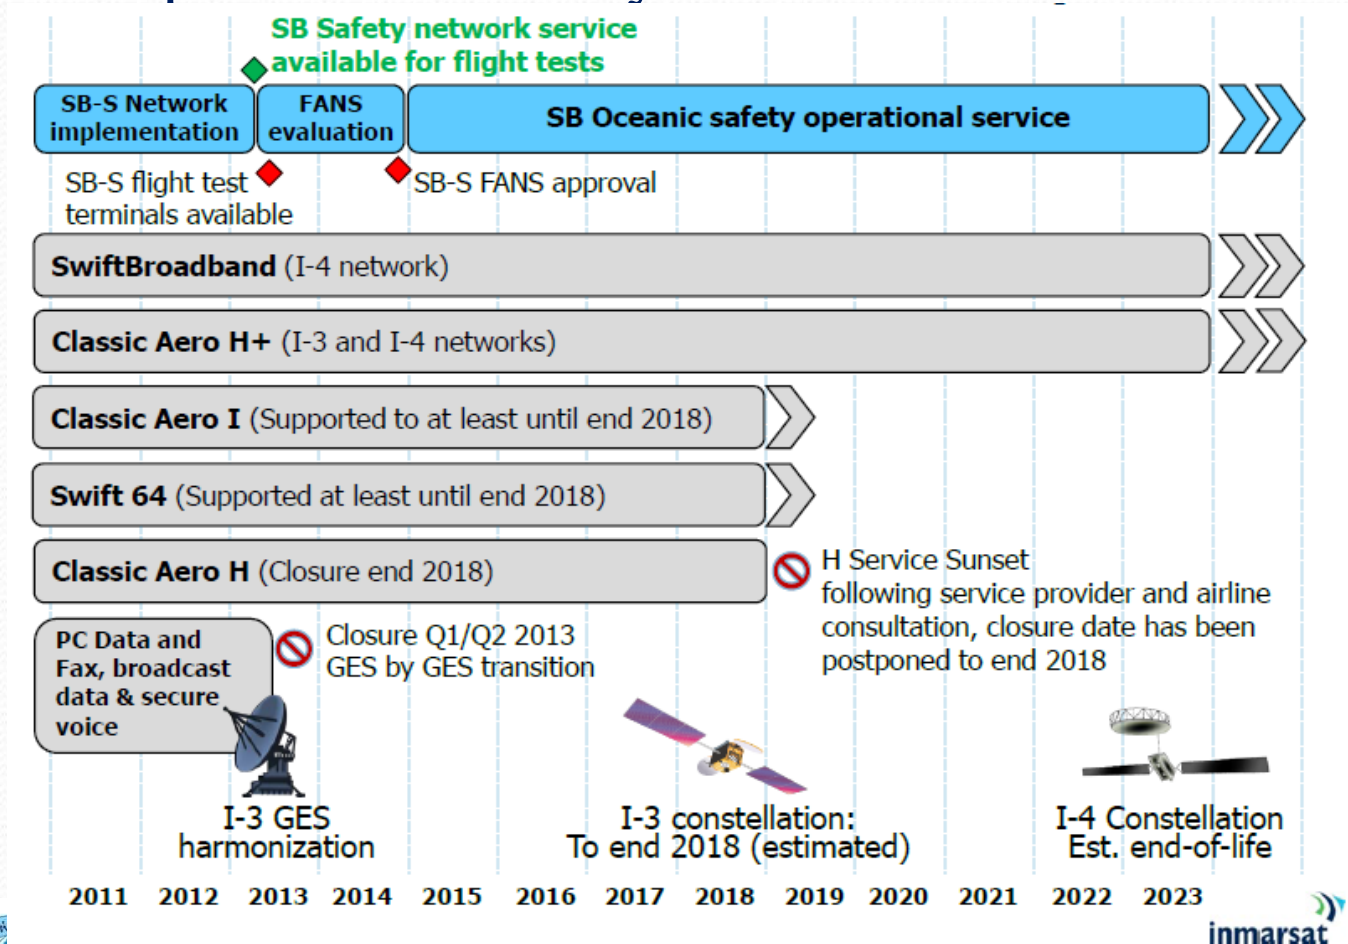 SB Safety network service
available for flight tests
SB-S Network
implementation
FANS
evaluation
SB Oceanic safety operational service
SB-S flight test
terminals available
SB-S FANS approval
SwiftBroadband (I-4 network)
Classic Aero H+ (I-3 and I-4 networks)
Classic Aero I (Supported to at least until end 2018)
Swift 64 (Supported at least until end 2018)
Classic Aero H (Closure end 2018)
H Service Sunset
following service provider and airline
consultation, closure date has been
postponed to end 2018
PC Data and
Fax, broadcast
data & secure
voice
Closure Q1/Q2 2013
GES by GES transition
I-3 GES
harmonization
I-3 constellation:
To end 2018 (estimated)
I-4 Constellation
Est. end-of-life
2011 2012 2013 2014 2015 2016 2017 2018 2019 2020 2021 2022 2023
inmarsat